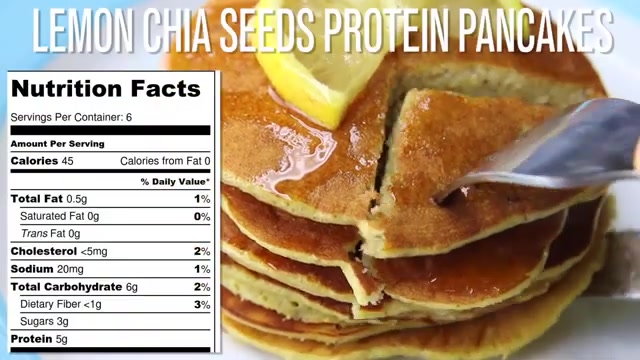 LEMON CHIA SEEDS PROTEIN PANCAKES
Nutrition Facts
Servings Per Container: 6
Amount Per Serving
Calories 45 Calories from Fat 0
% Daily Value*
Total Fat 0.5g 1%
Saturated Fat 0g 0%
Trans Fat 0g
Cholesterol <5mg 2%
Sodium 20mg 1%
Total Carbohydrate 6g 2%
Dietary Fiber <1g 3%
Sugars 3g
Protein 5g